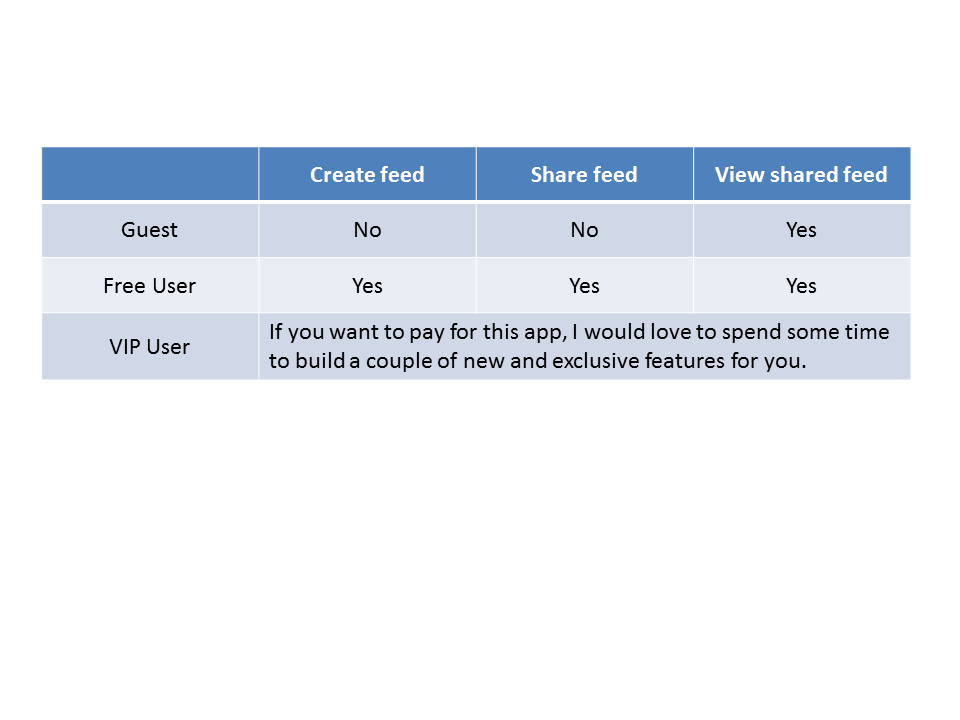 Create feed Share feed View shared feed
Guest No No Yes
Free User Yes Yes Yes
VIP User
If you want to pay for this app, I would love to spend some time
to build a couple of new and exclusive features for you.